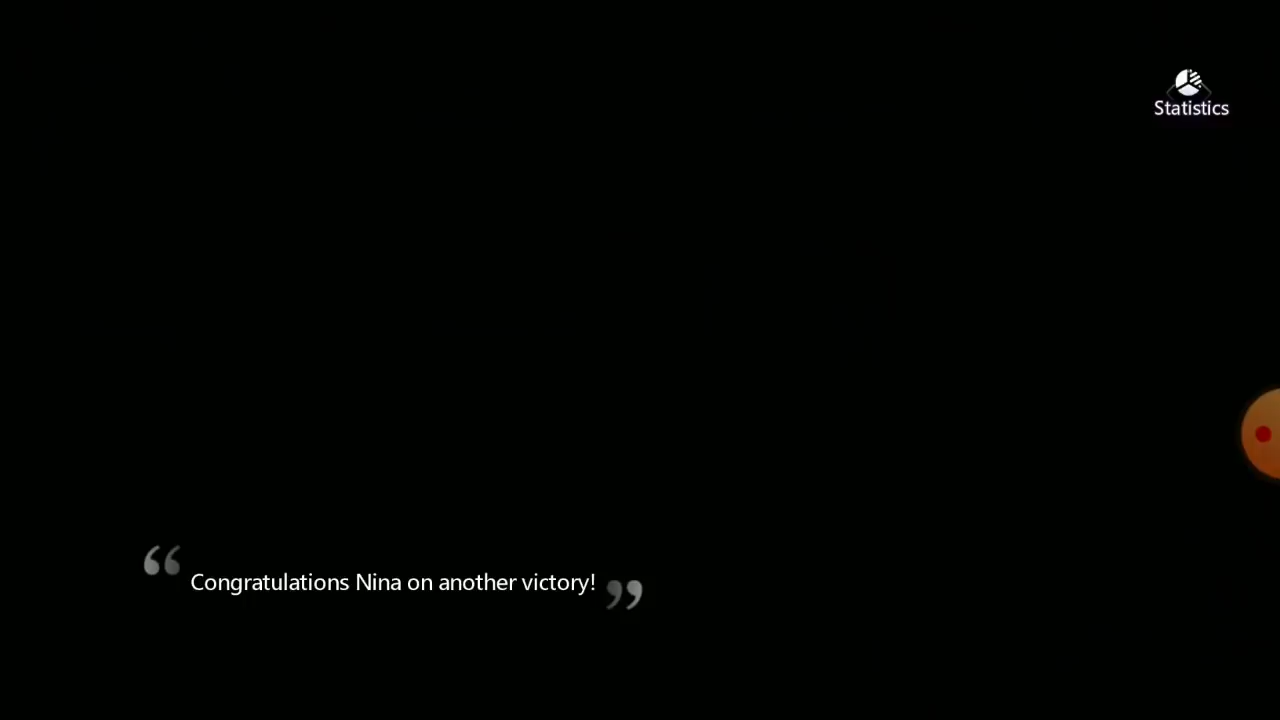 Statistics
“ Congratulations Nina on another victory! ”